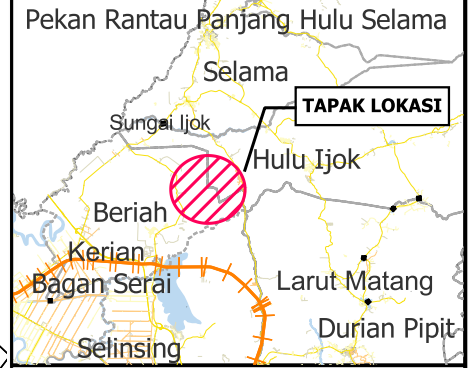 Pekan Rantau Panjang Hulu Selama
Selama
TAPAK LOKASI
Sungai Ijok
Hulu Ijok
Beriah
Kerian
Bagan Serai
Larut Matang
Durian Pipit
Selinsing